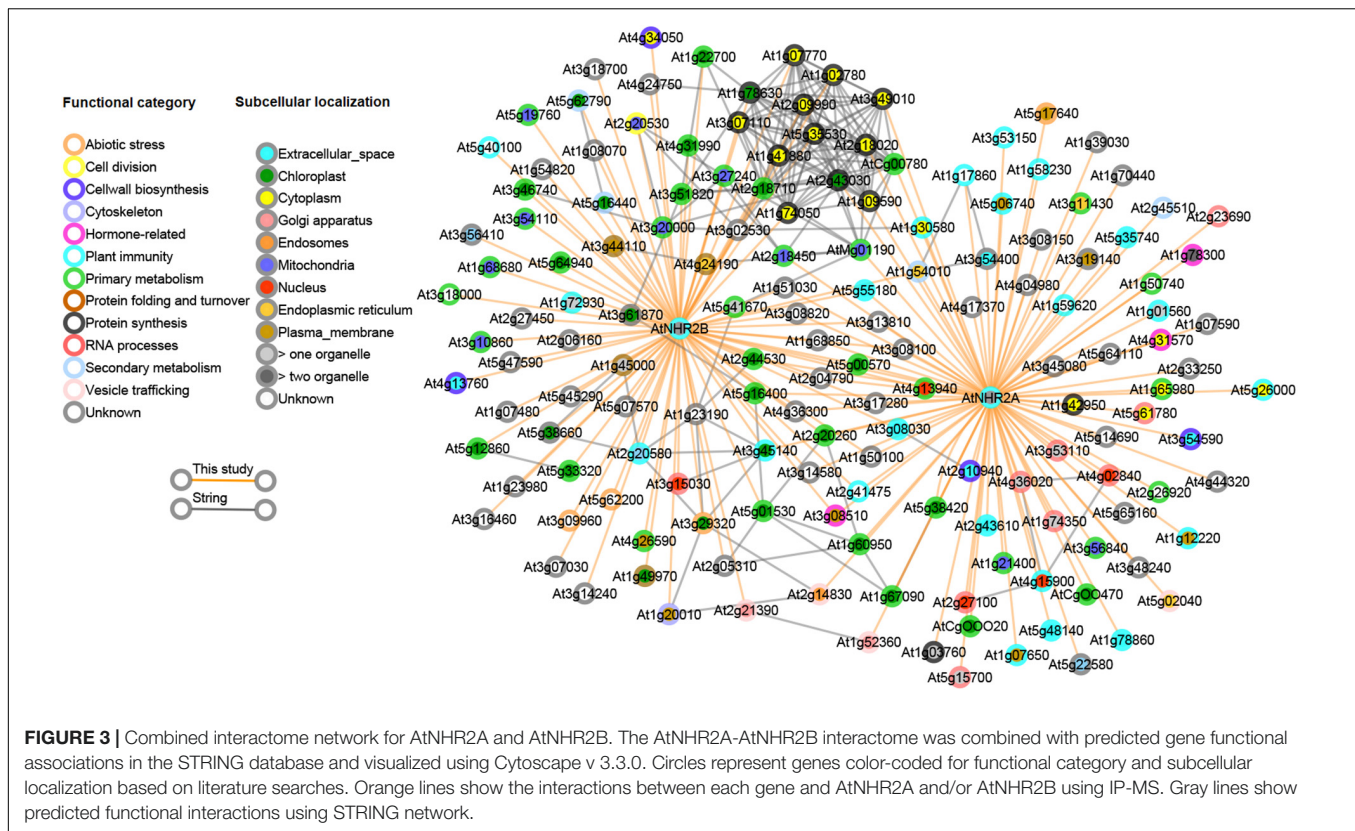 Functional category
Abiotic stress
Cell division
Cellwall biosynthesis
Cytoskeleton
Hormone-related
Plant immunity
Primary metabolism
Protein folding and turnover
Protein synthesis
RNA processes
Secondary metabolism
Vesicle trafficking
Unknown
Subcellular localization
Extracellular_space
Chloroplast
Cytoplasm
Golgi apparatus
Endosomes
Mitochondria
Nucleus
Endoplasmic reticulum
Plasma_membrane
> one organelle
> two organelle
Unknown
This study
String
At4g34050
At1g22700
At1g07770
At3g18700
At4g24750
At1g02780
At5g62790
At1g78630
At2g09990
At3g49010
At5g19760
At2g20530
At3g07110
At5g35530
At5g17640
At5g40100
At1g08070
At4g31990
At1g41880
At2g18020
At3g53150
At1g39030
At1g54820
At3g27240
AtCg00780
At1g17860
At1g58230
At3g46740
At5g16440
At3g51820
At2g18710
At2g43030
At1g70440
At3g54110
At1g74050
At1g09590
At5g06740
At3g11430
At2g45510
At3g56410
At3g20000
At3g02530
At1g30580
At2g23690
At3g44110
At2g18450
AtMg01190
At3g08150
At5g35740
At1g68680
At5g64940
At4g24190
At1g54010
At3g54400
At3g19140
At1g78300
At3g18000
At1g72930
At1g51030
At5g55180
At4g04980
At1g50740
At2g27450
At3g61870
At5g41670
At3g08820
At4g17370
At1g59620
At1g01560
At3g10860
At2g06160
AtNHR2B
At1g68850
At3g13810
At4g31570
At1g07590
At5g47590
At1g45000
At2g44530
At3g08100
At5g64110
At4g13760
At2g04790
At5g00570
At3g45080
At2g33250
At5g45290
At5g16400
At4g13940
AtNHR2A
At1g65980
At5g26000
At1g07480
At5g07570
At1g23190
At4g36300
At3g17280
At1g42950
At5g61780
At5g38660
At2g20260
At3g08030
At5g14690
At3g54590
At5g12860
At2g20580
At3g45140
At1g50100
At3g53110
At5g33320
At3g14580
At2g10940
At4g36020
At4g02840
At4g44320
At1g23980
At3g15030
At2g41475
At2g26920
At5g62200
At5g01530
At3g08510
At5g38420
At5g65160
At3g16460
At3g09960
At3g29320
At2g43610
At1g74350
At1g12220
At4g26590
At1g60950
At3g56840
At3g07030
At1g49970
At2g05310
At1g21400
At3g48240
At4g15900
At3g14240
At2g14830
At1g67090
At2g27100
AtCgOO470
At5g02040
At1g20010
At2g21390
AtCgOOO20
At5g48140
At1g78860
At1g52360
At1g03760
At1g07650
At5g22580
At5g15700
FIGURE 3 | Combined interactome network for AtNHR2A and AtNHR2B. The AtNHR2A-AtNHR2B interactome was combined with predicted gene functional
associations in the STRING database and visualized using Cytoscape v 3.3.0. Circles represent genes color-coded for functional category and subcellular
localization based on literature searches. Orange lines show the interactions between each gene and AtNHR2A and/or AtNHR2B using IP-MS. Gray lines show
predicted functional interactions using STRING network.